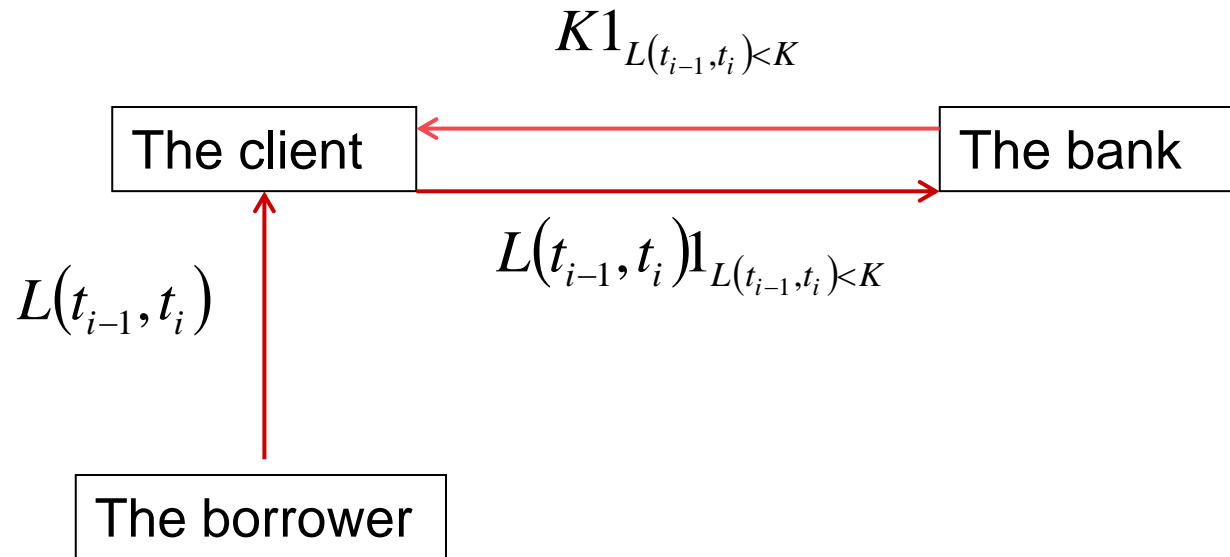 K1_{L(t_{i-1},t_i)<K}
The client
The bank
L(t_{i-1},t_i)1_{L(t_{i-1},t_i)<K}
L(t_{i-1},t_i)
The borrower